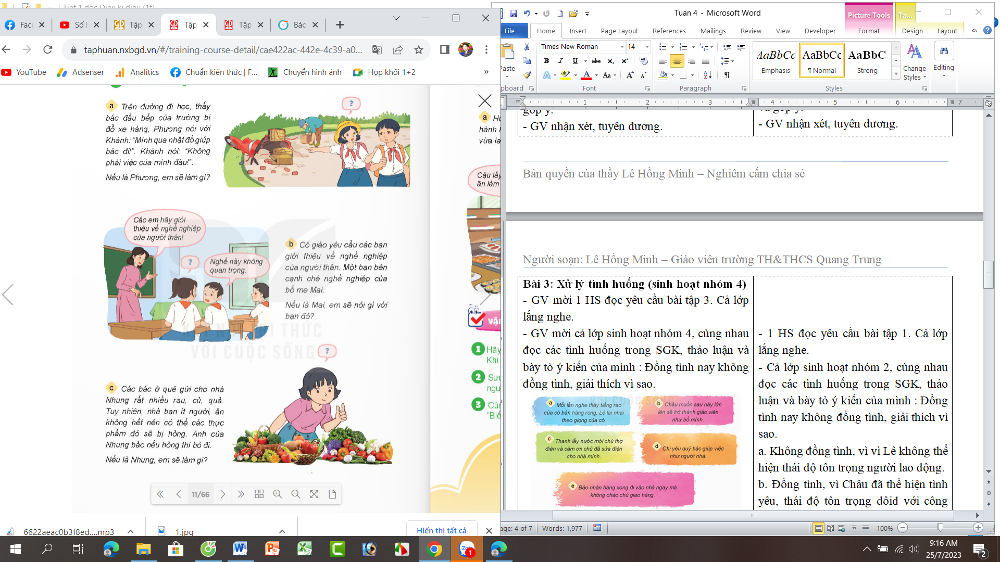 Tiet 1 doc Dieu ki dieu (1t)
Face
Số l
Tập
Tập
Tập
Báo
taphuan.nxbgd.vn/#/training-course-detail/cae422ac-442e-4c39-a0...
YouTube
Adsenser
Analitics
Chuẩn kiến thức | F...
Chuyển hình ảnh
Họp khối 1+2
»
a Trên đường đi học, thấy
bác đầu bếp của trường bị
đổ xe hàng, Phương nói với
Khánh: “Mình qua nhặt đồ giúp
bác đi!”. Khánh nói: “Không
phải việc của mình đâu!”.
Nếu là Phương, em sẽ làm gì?
?
Các em hãy giới
thiệu về nghề nghiệp
của người thân!
?
Nghề này không
quan trọng.
b Cô giáo yêu cầu các bạn
giới thiệu về nghề nghiệp
của người thân. Một bạn bên
cạnh chê nghề nghiệp của
bố mẹ Mai.
Nếu là Mai, em sẽ nói gì với
bạn đó?
KẾT NỐI TRI THỨC
VỚI CUỘC SỐNG
?
c Các bác ở quê gửi cho nhà
Nhung rất nhiều rau, củ, quả.
Tuy nhiên, nhà bạn ít người, ăn
không hết nên có thể các thực
phẩm đó sẽ bị hỏng. Anh của
Nhung bảo nếu hỏng thì bỏ đi.
Nếu là Nhung, em sẽ làm gì?
a
hành
vừa la
Cậu lấy
ăn làm
1 Hãy
Khi
2 Sưu
3 Cùn
“Biế
11/66
6622aeac0b3f8ed....mp3
1.jpg
Hiển thị tất cả
Tuan 4 - Microsoft Word
Picture Tools
Ta...
File
Home
Insert
Page Layout
References
Mailings
Review
View
Developer
Format
Design
Layout
Paste
Times New Roman
14
B I U abc x₂ x²
A ab A Aa A A
AaBbCc
AaBbCc
AaBbC
Emphasis
¶ Normal
Strong
Change
Styles
Editing
pboard
Font
Paragraph
Styles
1 2 3 4 5 6 7
góp ý.
- GV nhận xét, tuyên dương.
và góp ý.
- GV nhận xét, tuyên dương.
Bản quyền của thầy Lê Hồng Minh – Nghiêm cấm chia sẻ
Người soạn: Lê Hồng Minh – Giáo viên trường TH&THCS Quang Trung
Bài 3: Xử lý tình huống (sinh hoạt nhóm 4)
- GV mời 1 HS đọc yêu cầu bài tập 3. Cả lớp
lắng nghe.
- GV mời cả lớp sinh hoạt nhóm 4, cùng nhau
đọc các tình huống trong SGK, thảo luận và
bày tỏ ý kiến của mình : Đồng tình nay không
đồng tình, giải thích vì sao.
a Mỗi lần nghe thấy tiếng rao
của cô bán hàng rong, Lê lại nhại
theo giọng của cô.
b Châu muốn sau này lớn
lên sẽ trở thành giáo viên
như bố mình.
c Thanh lấy nước mời chú thợ
điện và cảm ơn chú đã sửa điện
cho nhà mình.
d Chi yêu quý bác giúp việc
như người nhà.
e Bảo nhận hàng xong đi vào nhà ngay mà
không chào chú giao hàng.
- 1 HS đọc yêu cầu bài tập 1. Cả lớp
lắng nghe.
- Cả lớp sinh hoạt nhóm 2, cùng nhau
đọc các tình huống trong SGK, thảo
luận và bày tỏ ý kiến của mình : Đồng
tình nay không đồng tình, giải thích vì
sao.
a. Không đồng tình, vì vì Lê không thể
hiện thái độ tôn trọng người lao động.
b. Đồng tình, vì Châu đã thể hiện tình
yêu, thái độ tôn trọng dôid với công
age: 4 of 7
Words: 1,977
100%
9:16 AM
25/7/2023
1
2